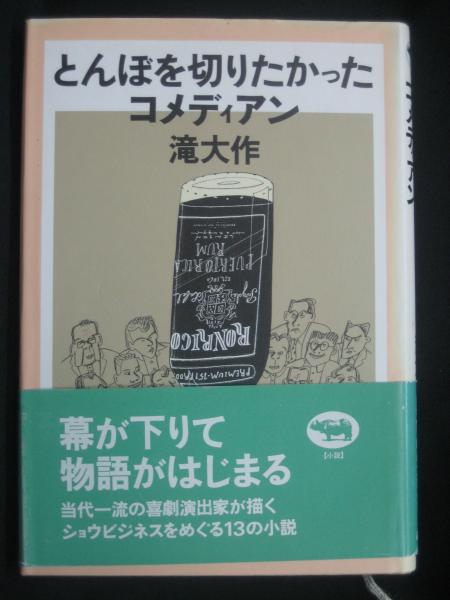 とんぼを切りたかった
コメディアン
滝大作
PUERTO RICA
RUM
RONRICO
幕が下りて
物語がはじまる
当代一流の喜劇演出家が描く
ショウビジネスをめぐる13の小説
【小説】